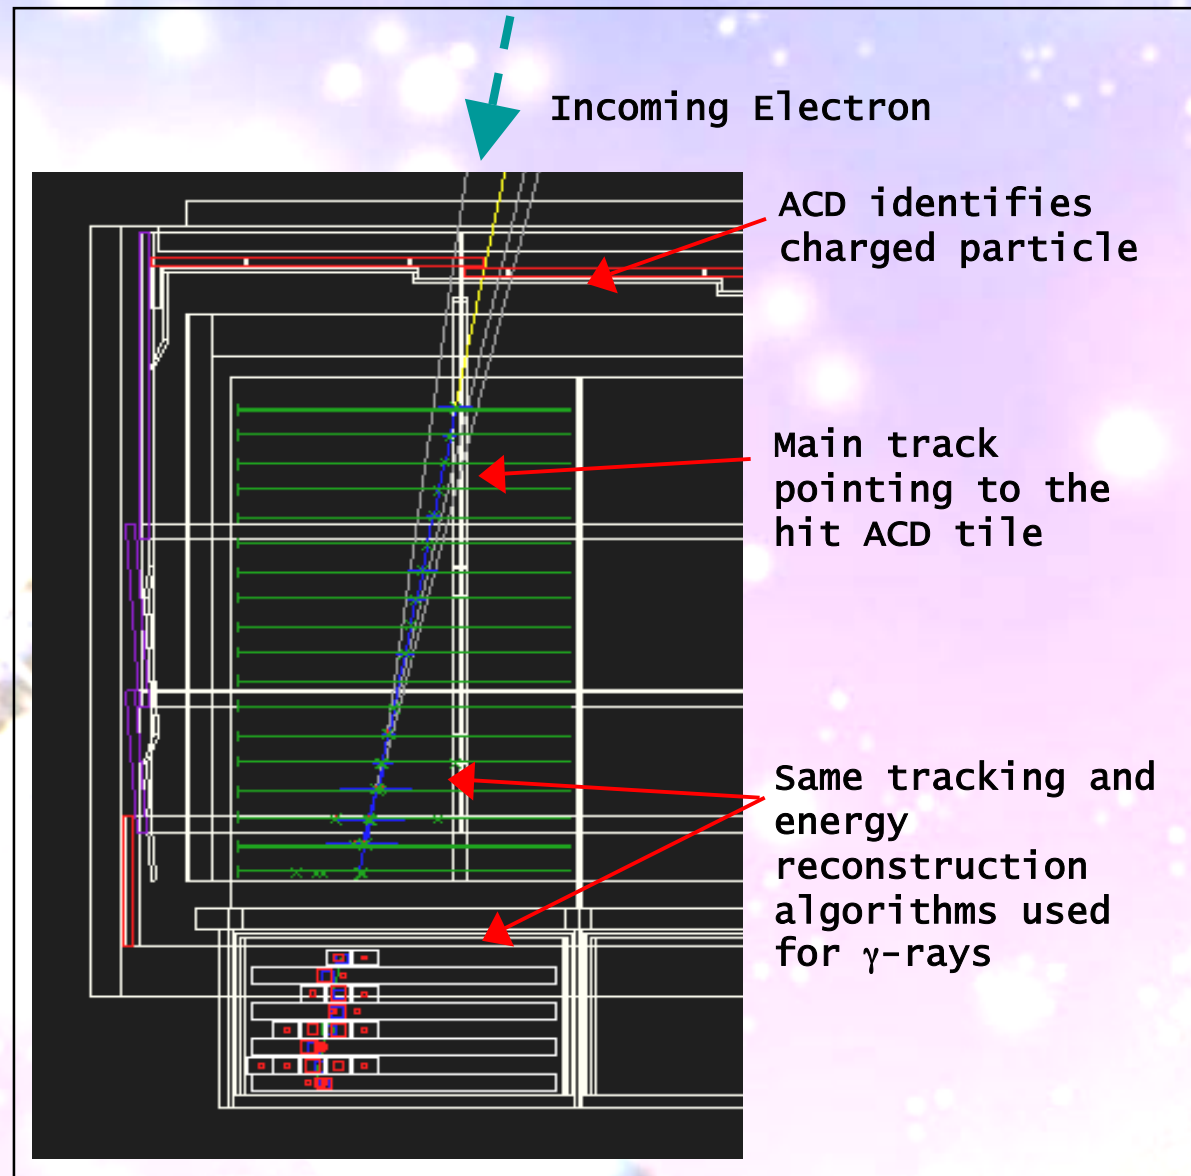 Incoming Electron
ACD identifies
charged particle
Main track
pointing to the
hit ACD tile
Same tracking and
energy
reconstruction
algorithms used
for γ-rays